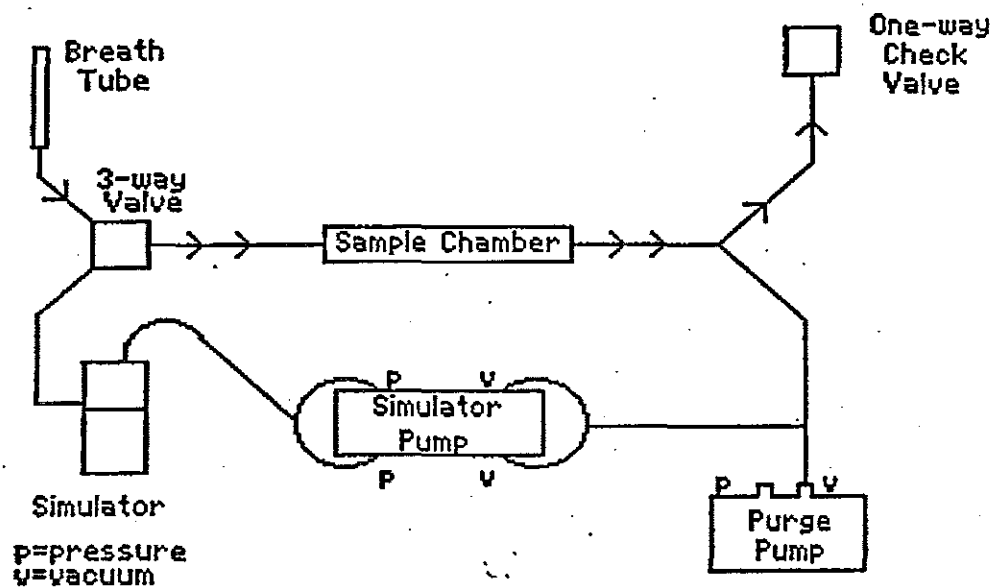 Breath
Tube
One-way
Check
Valve
3-way
Valve
Sample Chamber
P V
Simulator
Pump
P V
Simulator
p=pressure
v=vacuum
P V
Purge
Pump